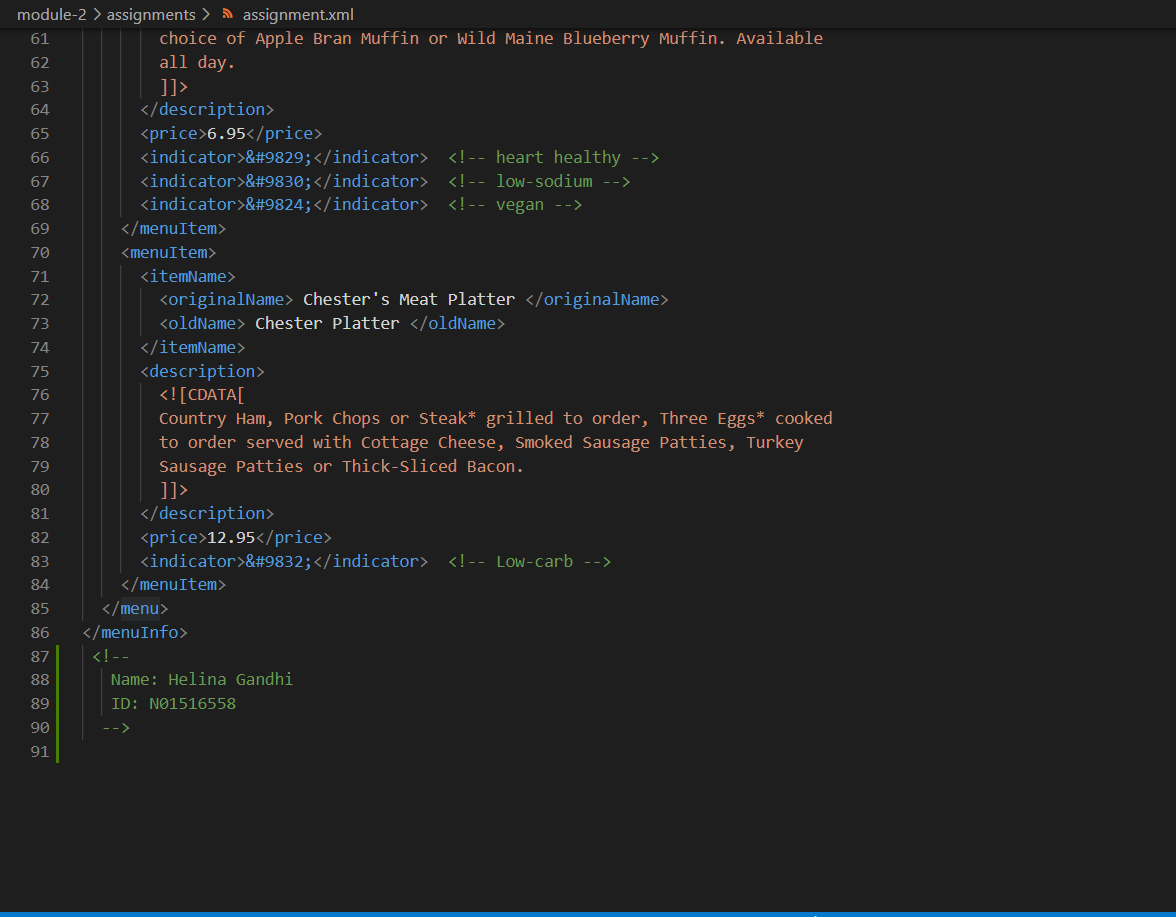 module-2 > assignments > assignment.xml
61 choice of Apple Bran Muffin or Wild Maine Blueberry Muffin. Available
62 all day.
63 ]]>
64 </description>
65 <price>6.95</price>
66 <indicator>&#9829;</indicator> <!-- heart healthy -->
67 <indicator>&#9830;</indicator> <!-- low-sodium -->
68 <indicator>&#9824;</indicator> <!-- vegan -->
69 </menuItem>
70 <menuItem>
71 <itemName>
72 <originalName> Chester's Meat Platter </originalName>
73 <oldName> Chester Platter </oldName>
74 </itemName>
75 <description>
76 <![CDATA[
77 Country Ham, Pork Chops or Steak* grilled to order, Three Eggs* cooked
78 to order served with Cottage Cheese, Smoked Sausage Patties, Turkey
79 Sausage Patties or Thick-Sliced Bacon.
80 ]]>
81 </description>
82 <price>12.95</price>
83 <indicator>&#9832;</indicator> <!-- Low-carb -->
84 </menuItem>
85 </menu>
86 </menuInfo>
87 <!--
88 Name: Helina Gandhi
89 ID: N01516558
90 -->
91